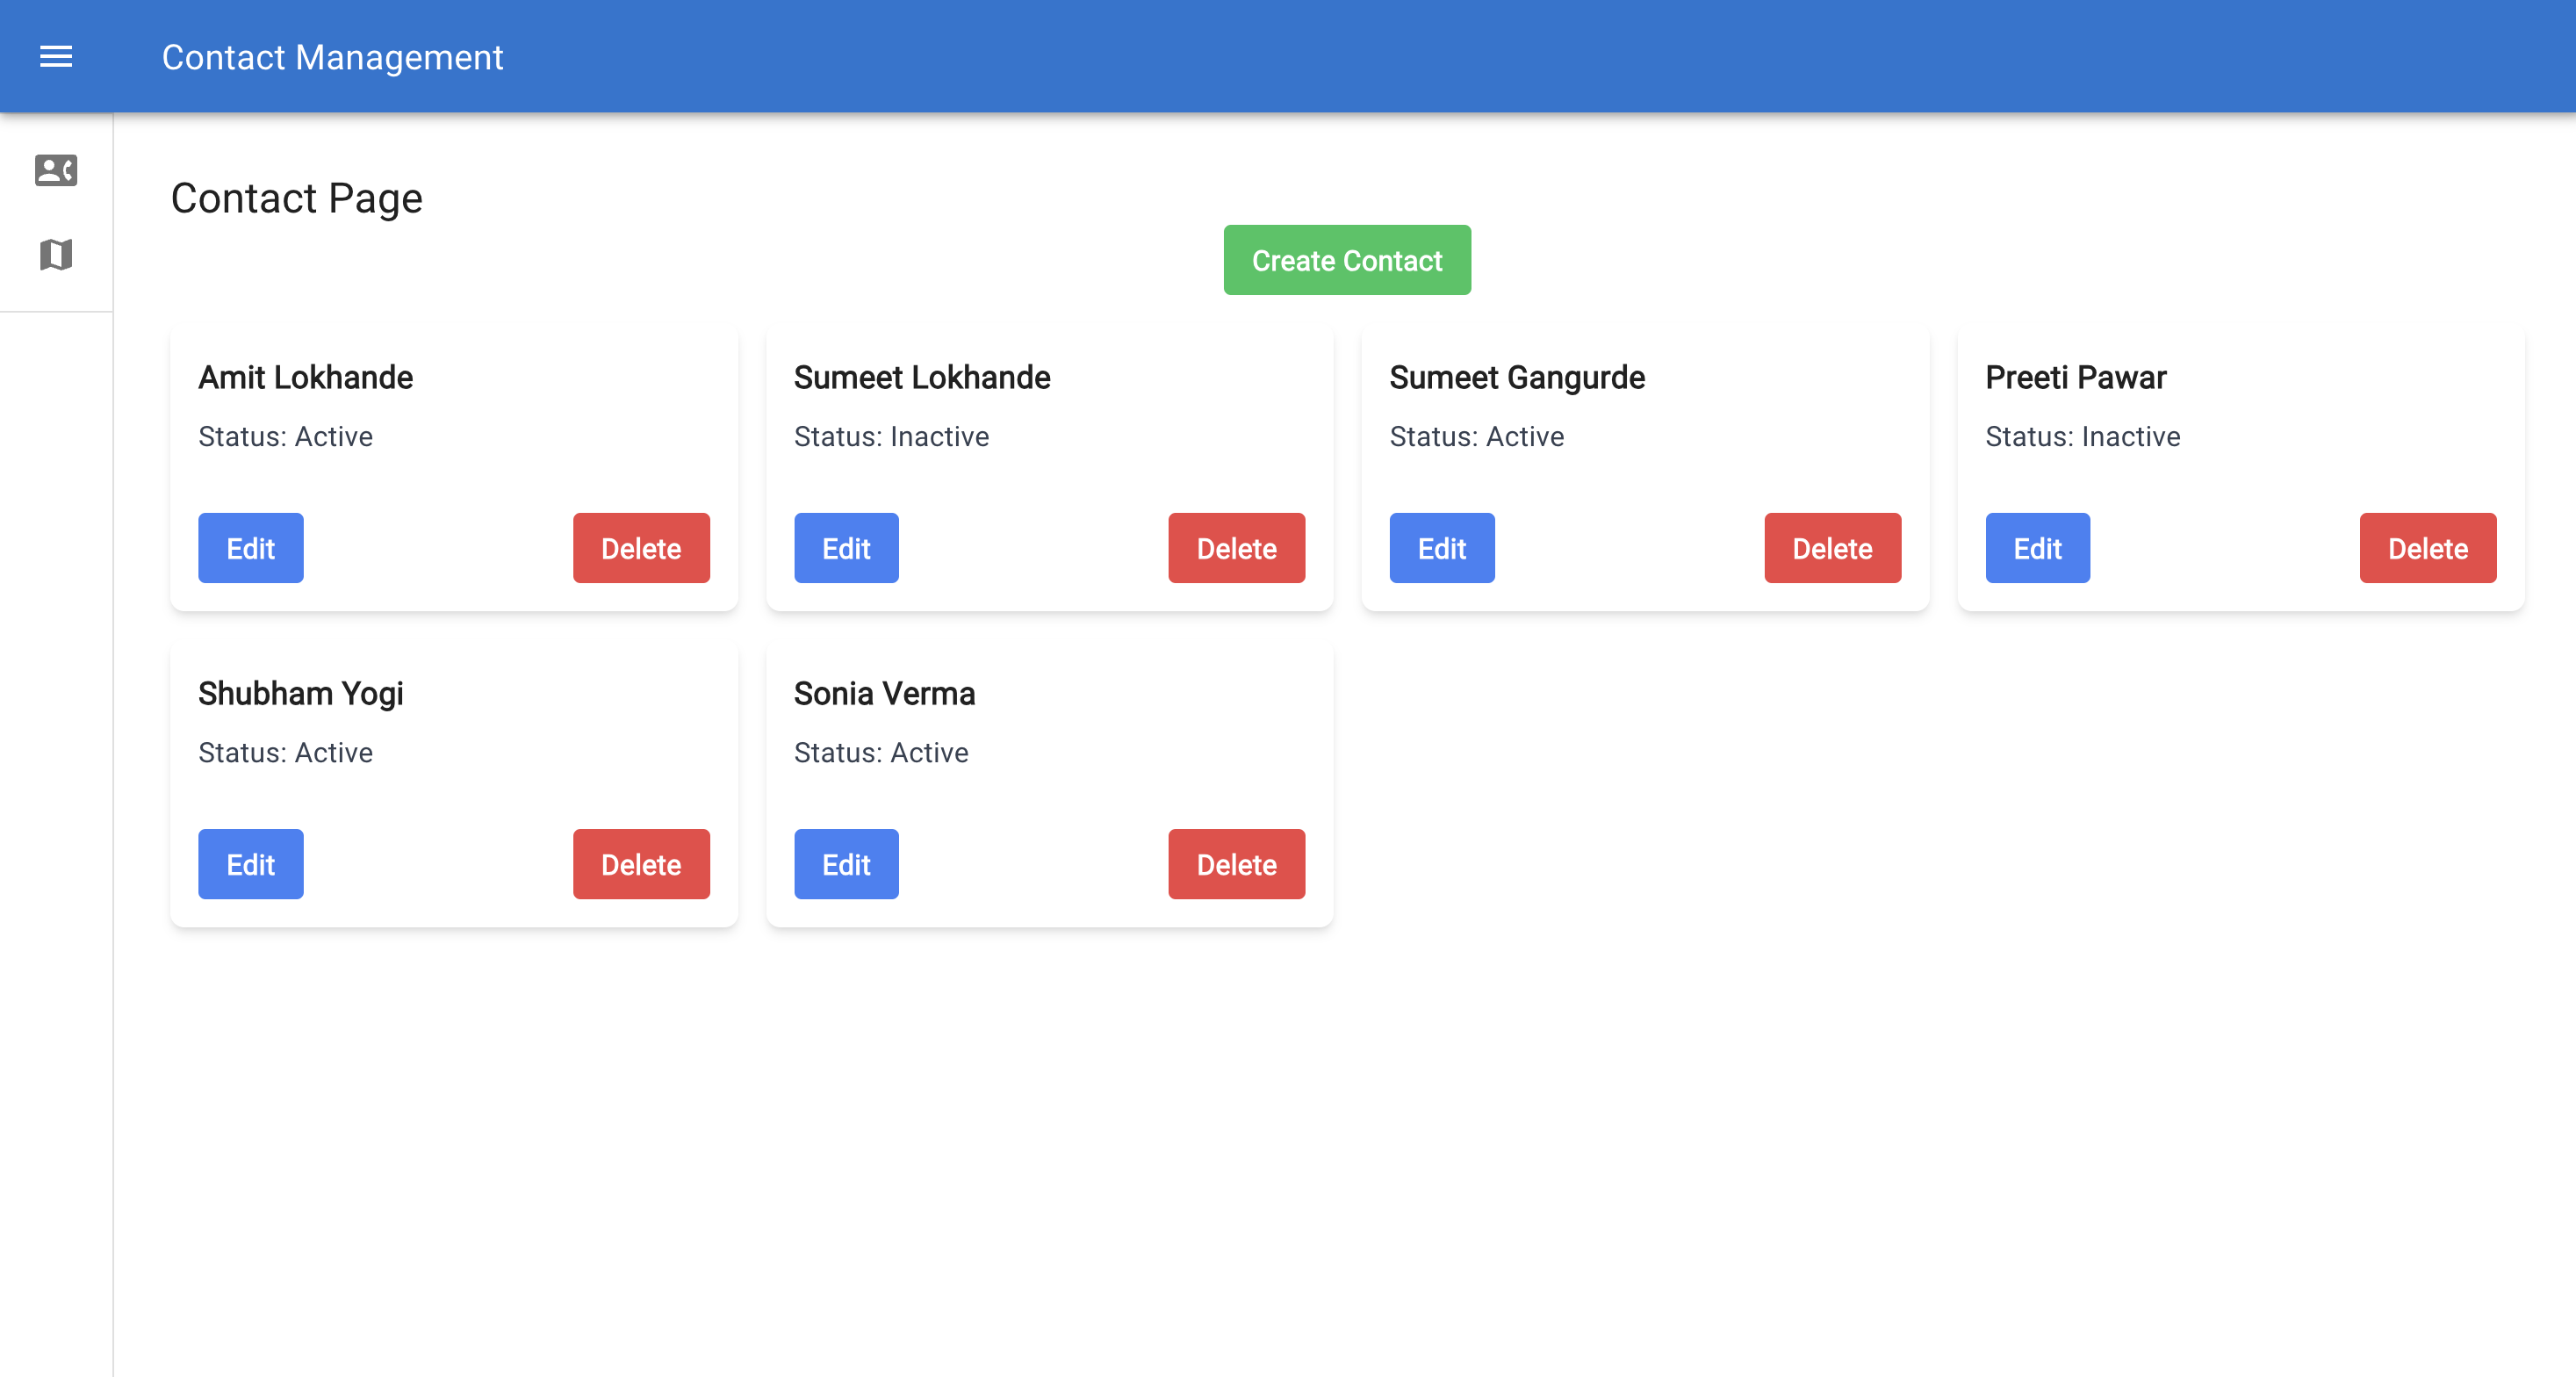 Contact Management
Contact Page
Create Contact
Amit Lokhande
Status: Active
Edit
Delete
Sumeet Lokhande
Status: Inactive
Edit
Delete
Sumeet Gangurde
Status: Active
Edit
Delete
Preeti Pawar
Status: Inactive
Edit
Delete
Shubham Yogi
Status: Active
Edit
Delete
Sonia Verma
Status: Active
Edit
Delete